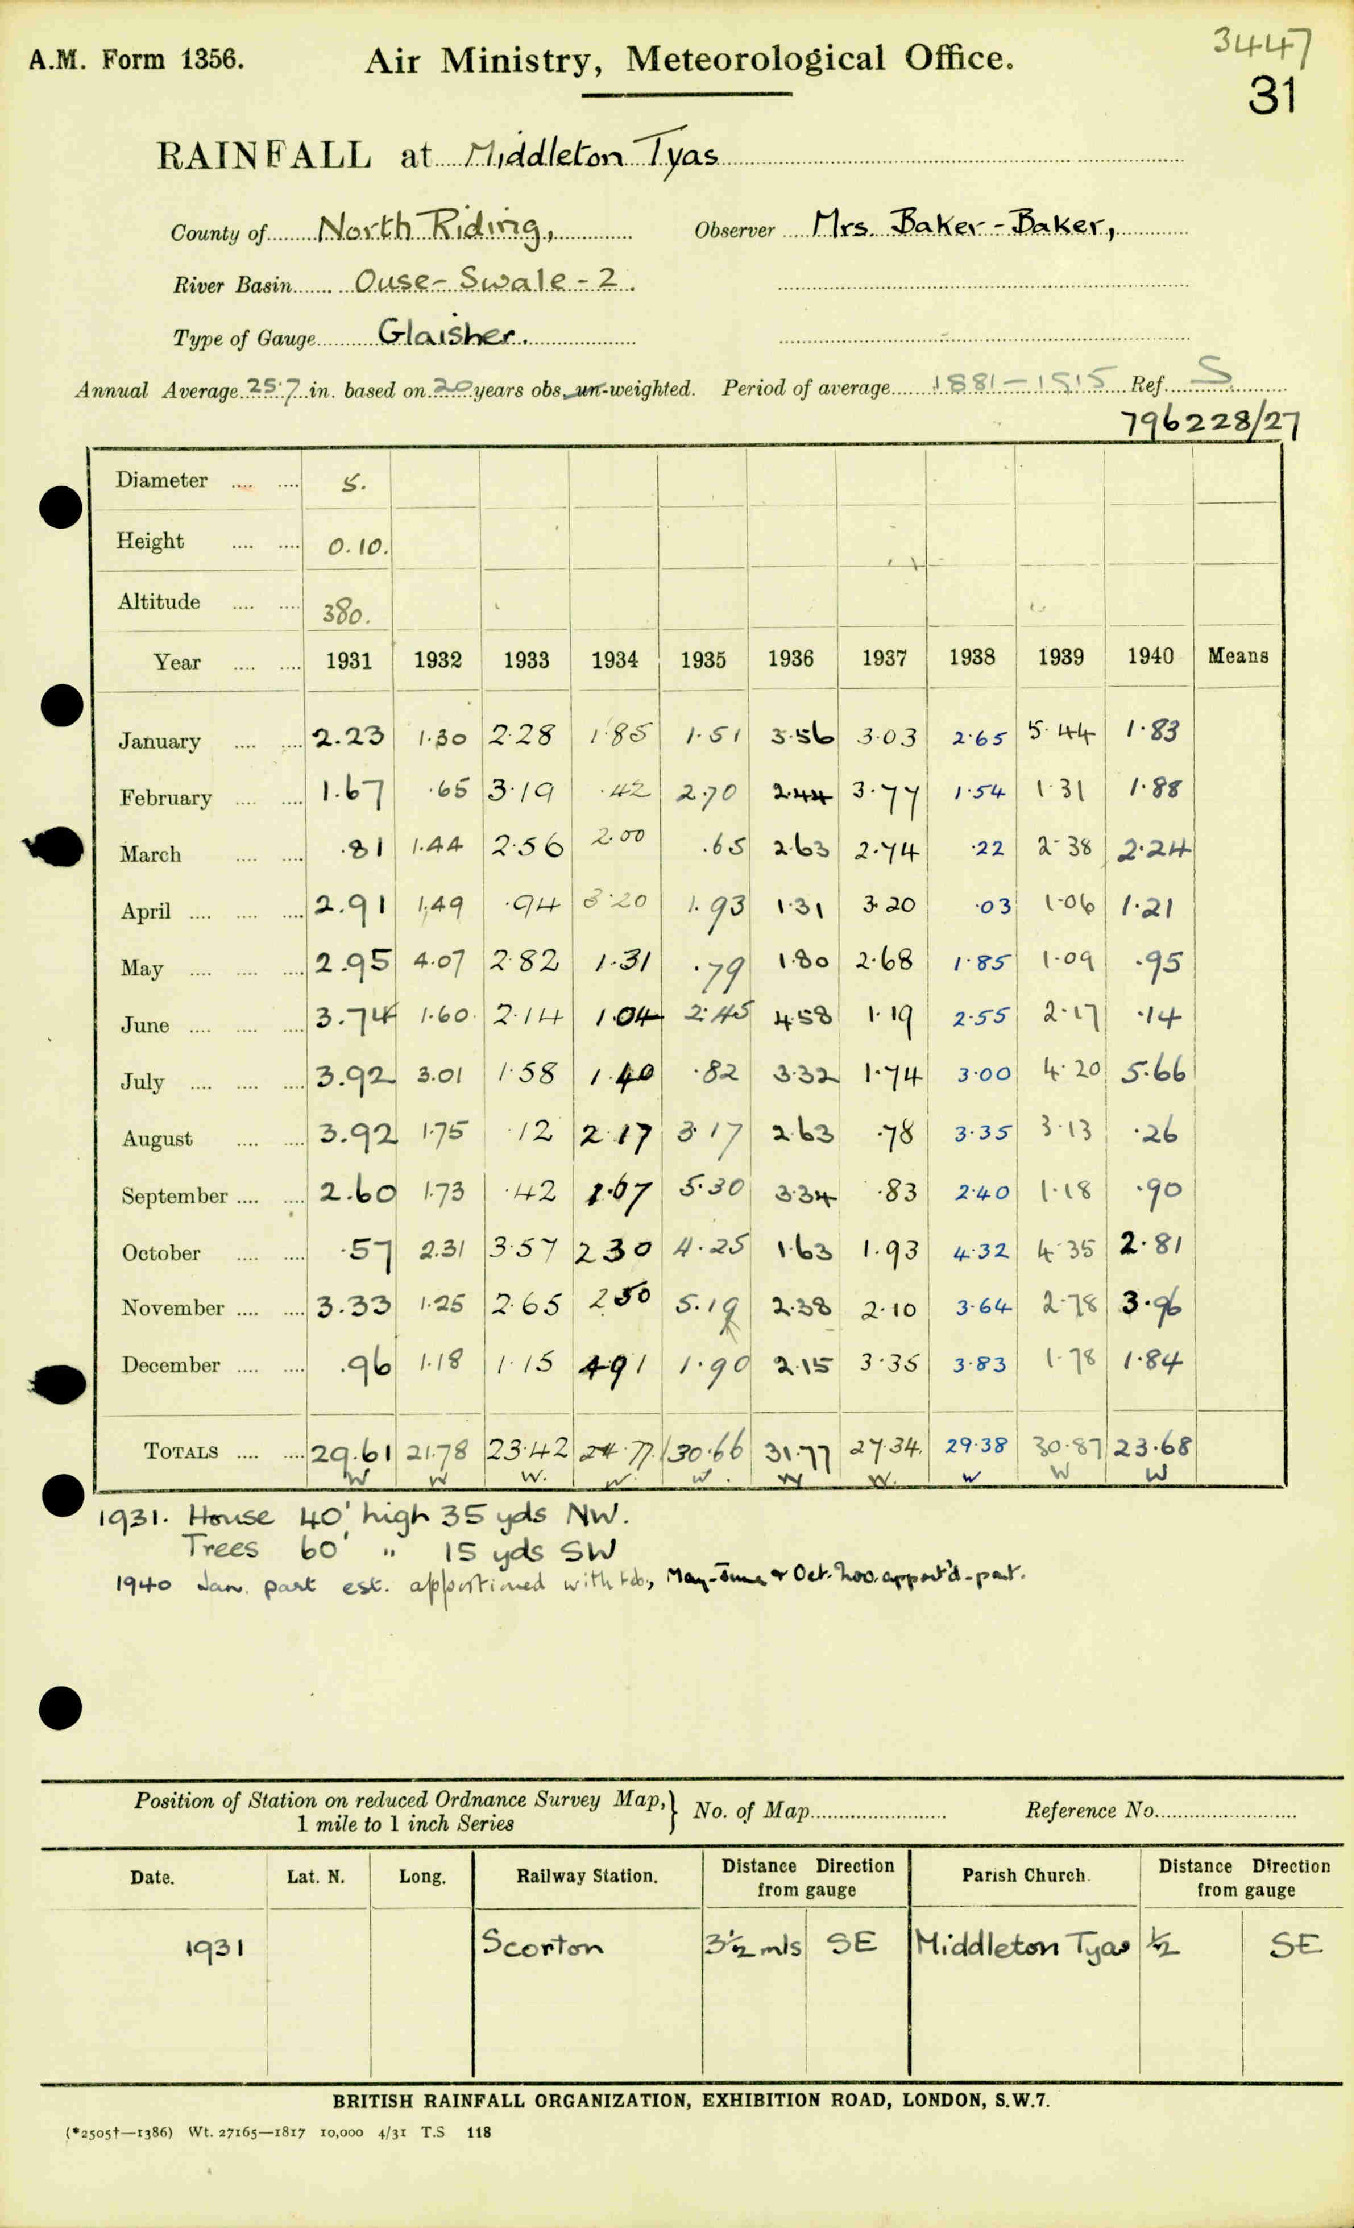 3447
A.M. Form 1356. Air Ministry, Meteorological Office.
31
RAINFALL at Middleton Tyas
County of North Riding, Observer Mrs. Baker-Baker,
River Basin Ouse-Swale-2.
Type of Gauge Glaisher.
Annual Average 25.7 in. based on 20 years obs. un-weighted. Period of average 1881-1915 Ref. S.
796228/27
Diameter .... .... 5.
Height .... .... 0.10.
Altitude .... .... 380.
Year .... .... 1931 1932 1933 1934 1935 1936 1937 1938 1939 1940 Means
January .... .... 2.23 1.30 2.28 1.85 1.51 3.56 3.03 2.65 5.44 1.83
February .... .... 1.67 .65 3.19 .42 2.70 2.44 3.77 1.54 1.31 1.88
March .... .... .81 1.44 2.56 2.00 .65 2.63 2.74 .22 2.38 2.24
April .... .... .... 2.91 1.49 .94 3.20 1.93 1.31 3.20 .03 1.06 1.21
May .... .... .... 2.95 4.07 2.82 1.31 .79 1.80 2.68 1.85 1.09 .95
June .... .... .... 3.74 1.60 2.14 1.04 2.45 4.58 1.19 2.55 2.17 .14
July .... .... .... 3.92 3.01 1.58 1.40 .82 3.32 1.74 3.00 4.20 5.66
August .... .... 3.92 1.75 .12 2.17 3.17 2.63 .78 3.35 3.13 .26
September .... .... 2.60 1.73 .42 1.67 5.30 3.34 .83 2.40 1.18 .90
October .... .... .57 2.31 3.57 2.30 4.25 1.63 1.93 4.32 4.35 2.81
November .... .... 3.33 1.25 2.65 2.50 5.19 2.38 2.10 3.64 2.78 3.96
December .... .... .96 1.18 1.15 4.91 1.90 2.15 3.35 3.83 1.78 1.84
TOTALS .... .... 29.61 21.78 23.42 24.77 30.66 31.77 27.34. 29.38 30.87 23.68
W W W. W. W. W W. W W W
1931. House 40' high 35 yds NW.
Trees 60' " 15 yds SW
1940 Jan. part est. apportioned with Feb., May-June & Oct. Nov. apport'd-part.
Position of Station on reduced Ordnance Survey Map, 1 mile to 1 inch Series } No. of Map Reference No.
Date. Lat. N. Long. Railway Station. Distance Direction from gauge Parish Church. Distance Direction from gauge
1931 Scorton 3½ mls SE Middleton Tyas ½ SE
BRITISH RAINFALL ORGANIZATION, EXHIBITION ROAD, LONDON, S.W.7.
(*2505†—1386) Wt. 27165—1817 10,000 4/31 T.S 118